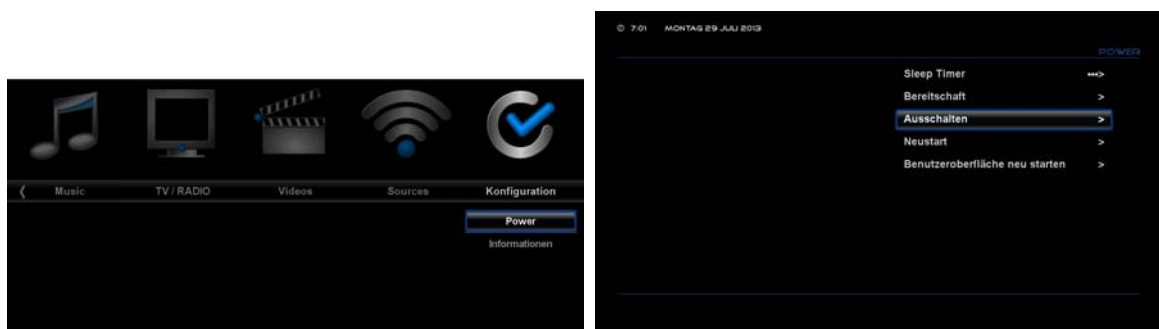 Music TV / RADIO Videos Sources Konfiguration
Power
Informationen
7:01 MONTAG 29 JULI 2013
POWER
Sleep Timer ---->
Bereitschaft >
Ausschalten >
Neustart >
Benutzeroberfläche neu starten >